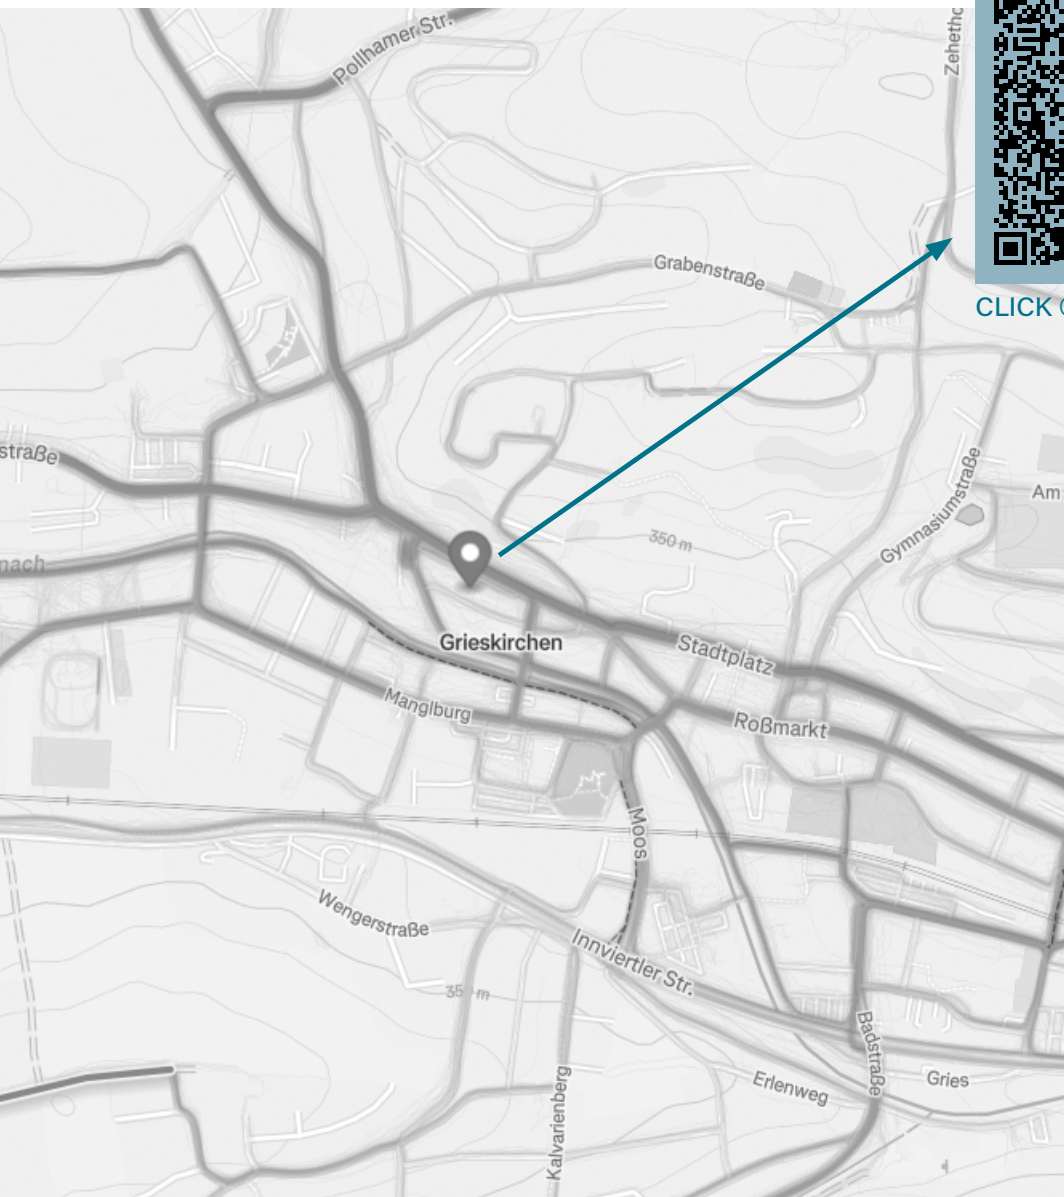 Pollhamer Str.
Zehetho
Grabenstraße
CLICK
straße
Gymnasiumstraße
Am
350 m
nach
Grieskirchen
Stadtplatz
Manglburg
Roßmarkt
Moos
Wengerstraße
Innviertler Str.
350 m
Badstraße
Erlenweg
Gries
Kalvarienberg